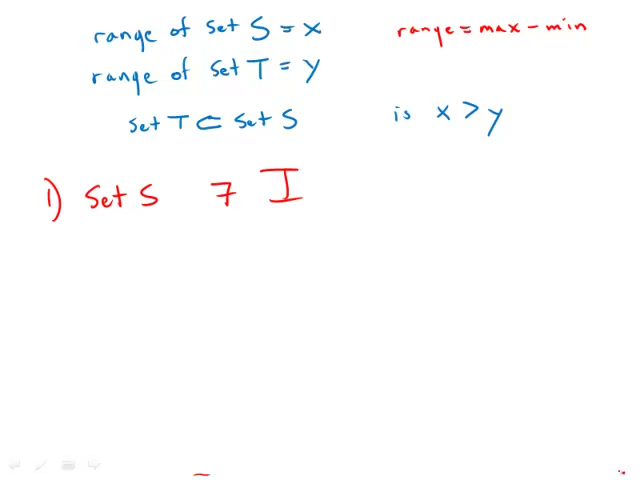 range of set S = x
range = max - min
range of set T = y
set T ⊂ set S
is x > y
1) Set S 7 I